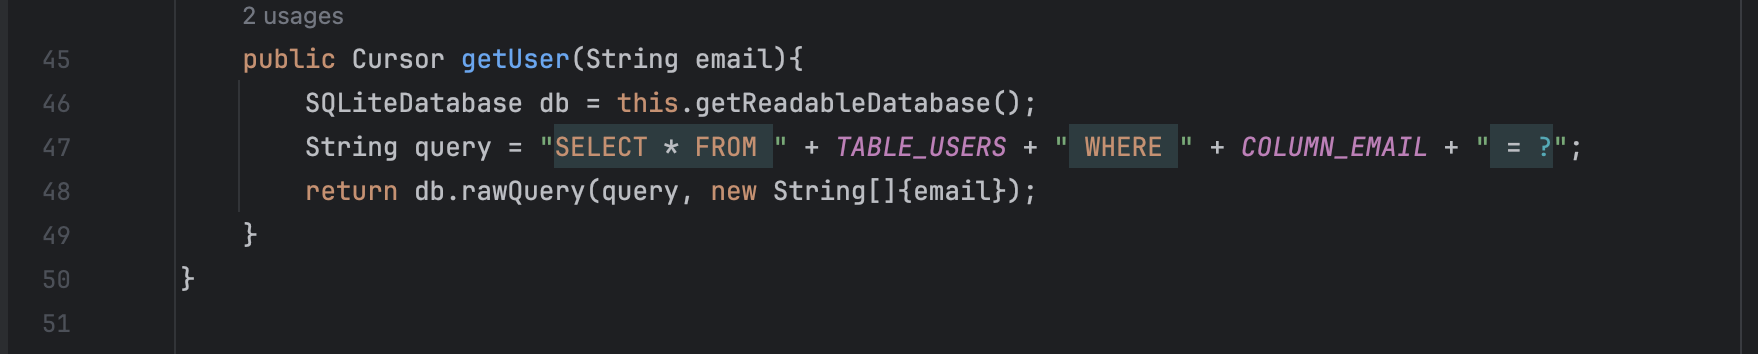 2 usages
45 public Cursor getUser(String email){
46 SQLiteDatabase db = this.getReadableDatabase();
47 String query = "SELECT * FROM " + TABLE_USERS + " WHERE " + COLUMN_EMAIL + " = ?";
48 return db.rawQuery(query, new String[]{email});
49 }
50 }
51